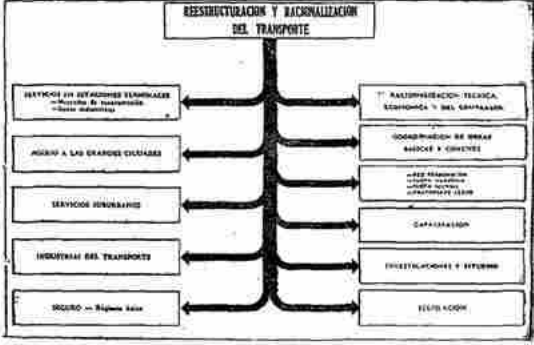 REESTRUCTURACION Y RACIONALIZACION
DEL TRANSPORTE
SERVICIOS EN ESTACIONES TERMINALES
ACCESO A LAS GRANDES CIUDADES
SERVICIOS SUBURBANOS
INDUSTRIAS DEL TRANSPORTE
SEGURO — Régimen
RACIONALIZACION TECNICA,
ECONOMICA Y DEL
COORDINACION DE OBRAS
BASICAS Y CONEXAS
CAPACITACION
INVESTIGACIONES Y ESTUDIOS
LEGISLACION